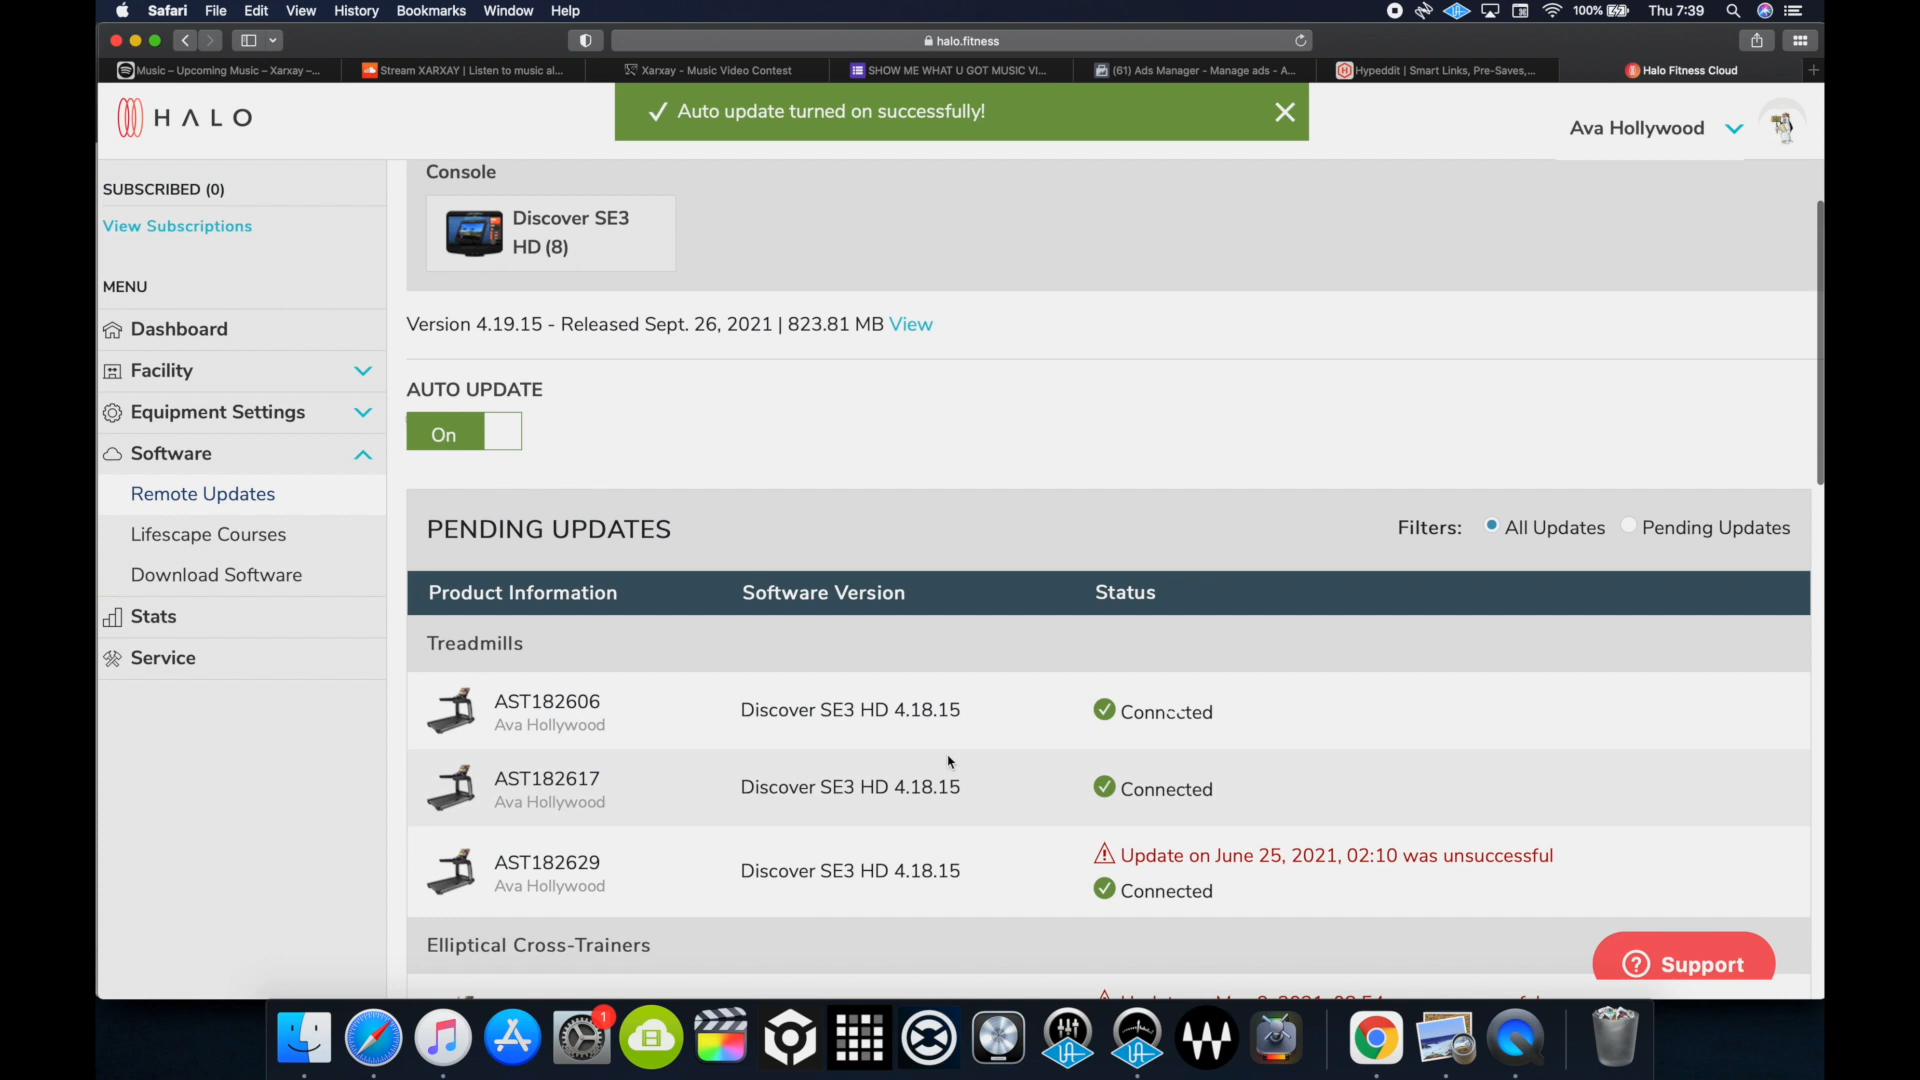 Safari File Edit View History Bookmarks Window Help 100% Thu 7:39
halo.fitness
Music – Upcoming Music – Xarxay –... Stream XARXAY | Listen to music al... Xarxay - Music Video Contest SHOW ME WHAT U GOT MUSIC VI... (61) Ads Manager - Manage ads - A... Hypeddit | Smart Links, Pre-Saves,... Halo Fitness Cloud
HALO
Auto update turned on successfully!
Ava Hollywood
SUBSCRIBED (0)
View Subscriptions
MENU
Dashboard
Facility
Equipment Settings
Software
Remote Updates
Lifescape Courses
Download Software
Stats
Service
Console
Discover SE3
HD (8)
Version 4.19.15 - Released Sept. 26, 2021 | 823.81 MB View
AUTO UPDATE
On
PENDING UPDATES
Filters: All Updates Pending Updates
Product Information Software Version Status
Treadmills
AST182606
Ava Hollywood
Discover SE3 HD 4.18.15
Connected
AST182617
Ava Hollywood
Discover SE3 HD 4.18.15
Connected
AST182629
Ava Hollywood
Discover SE3 HD 4.18.15
Update on June 25, 2021, 02:10 was unsuccessful
Connected
Elliptical Cross-Trainers
Support
1